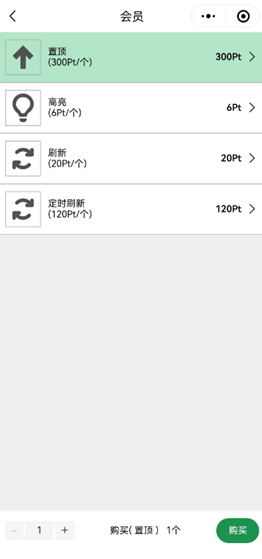 会员
置顶
(300Pt/个)
300Pt
高亮
(6Pt/个)
6Pt
刷新
(20Pt/个)
20Pt
定时刷新
(120Pt/个)
120Pt
1
购买( 置顶 ) 1个
购买